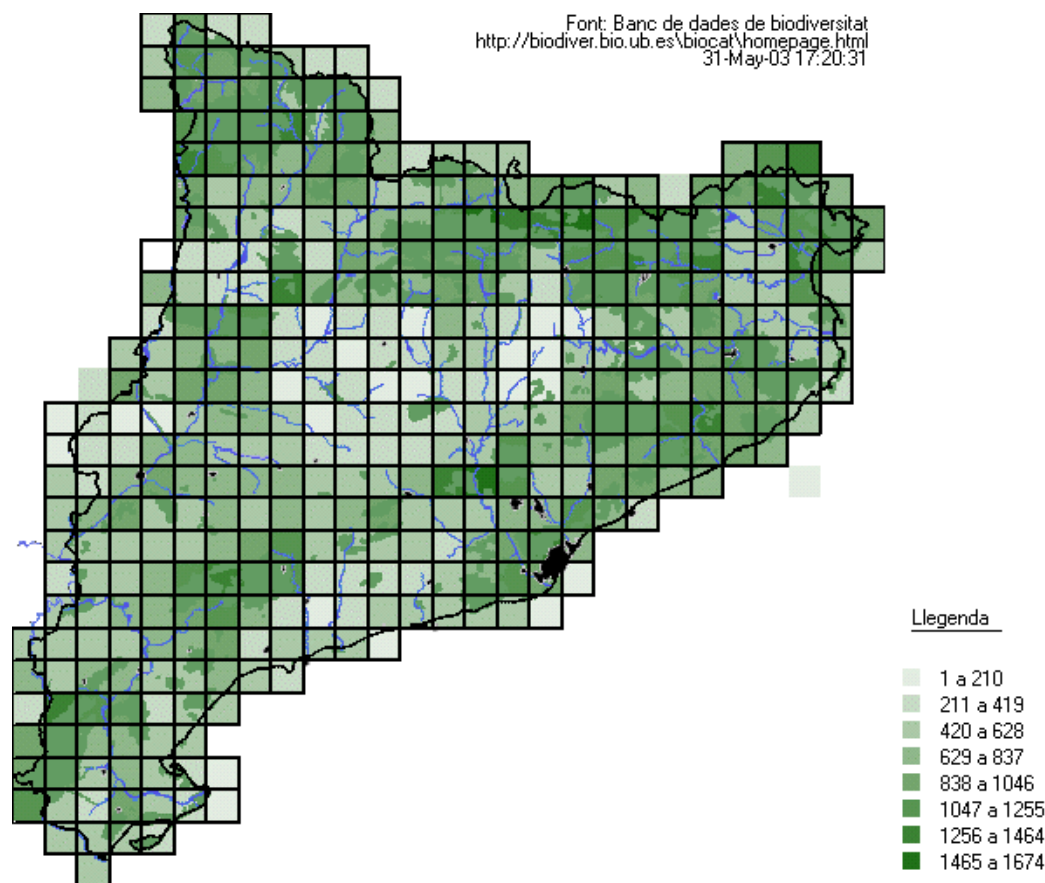 Font: Banc de dades de biodiversitat
http://biodiver.bio.ub.es\biocat\homepage.html
31-May-03 17:20:31
Llegenda
1 a 210
211 a 419
420 a 628
629 a 837
838 a 1046
1047 a 1255
1256 a 1464
1465 a 1674